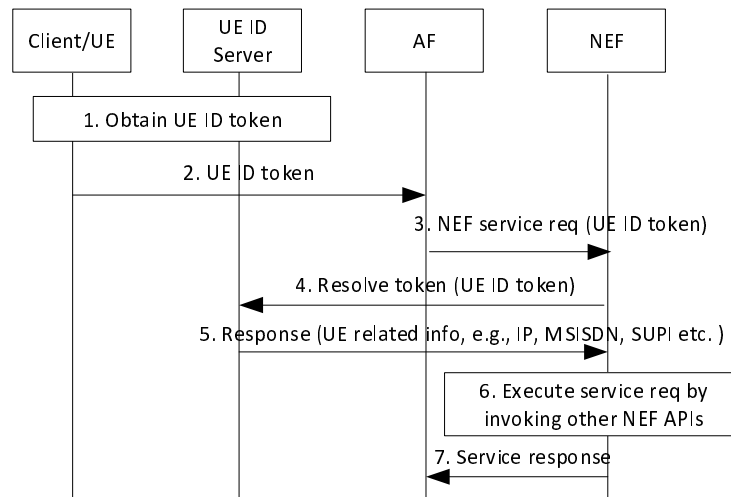 Client/UE
UE ID
Server
AF
NEF
1. Obtain UE ID token
2. UE ID token
3. NEF service req (UE ID token)
4. Resolve token (UE ID token)
5. Response (UE related info, e.g., IP, MSISDN, SUPI etc. )
6. Execute service req by
invoking other NEF APIs
7. Service response